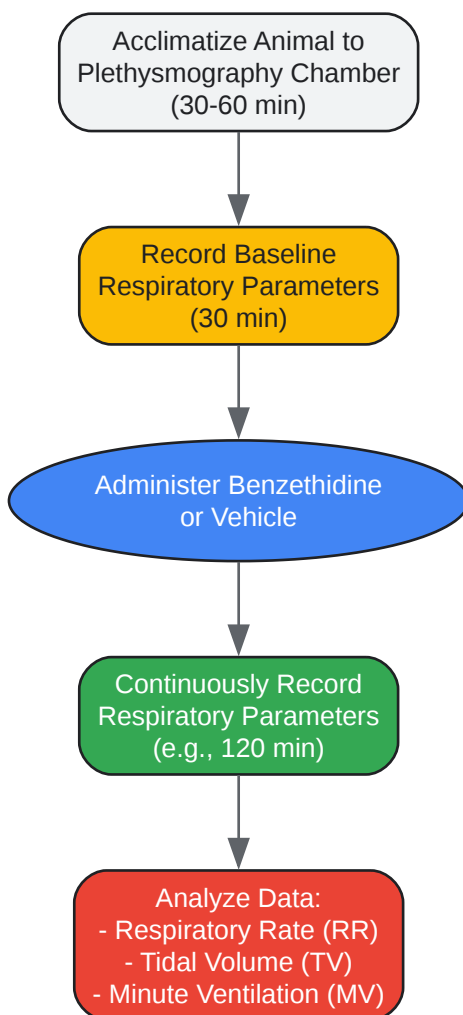 Acclimatize Animal to
Plethysmography Chamber
(30-60 min)
Record Baseline
Respiratory Parameters
(30 min)
Administer Benzethidine
or Vehicle
Continuously Record
Respiratory Parameters
(e.g., 120 min)
Analyze Data:
- Respiratory Rate (RR)
- Tidal Volume (TV)
- Minute Ventilation (MV)